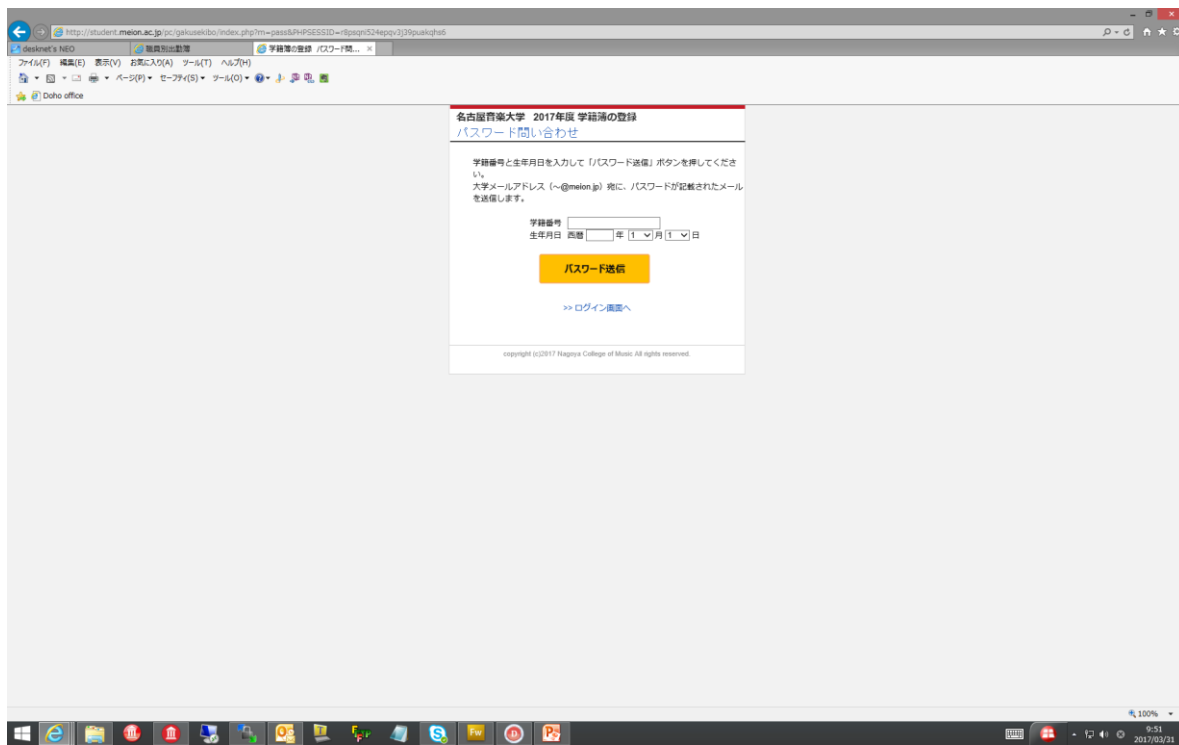 http://student.meion.ac.jp/pc/gakusekibo/index.php?m=pass&PHPSESSID=r8psqni524epqv3j39puakqhs6
desknet's NEO
職員別出勤簿
学籍簿の登録 パスワード問...
ファイル(F) 編集(E) 表示(V) お気に入り(A) ツール(T) ヘルプ(H)
ページ(P) セーフティ(S) ツール(O)
Doho office
名古屋音楽大学 2017年度 学籍簿の登録
パスワード問い合わせ
学籍番号と生年月日を入力して「パスワード送信」ボタンを押してくださ
い。
大学メールアドレス（～@meion.jp）宛に、パスワードが記載されたメール
を送信します。
学籍番号
生年月日 西暦 年 1 月 1 日
パスワード送信
>> ログイン画面へ
copyright (c)2017 Nagoya College of Music All rights reserved.
100%
Fw
9:51
2017/03/31